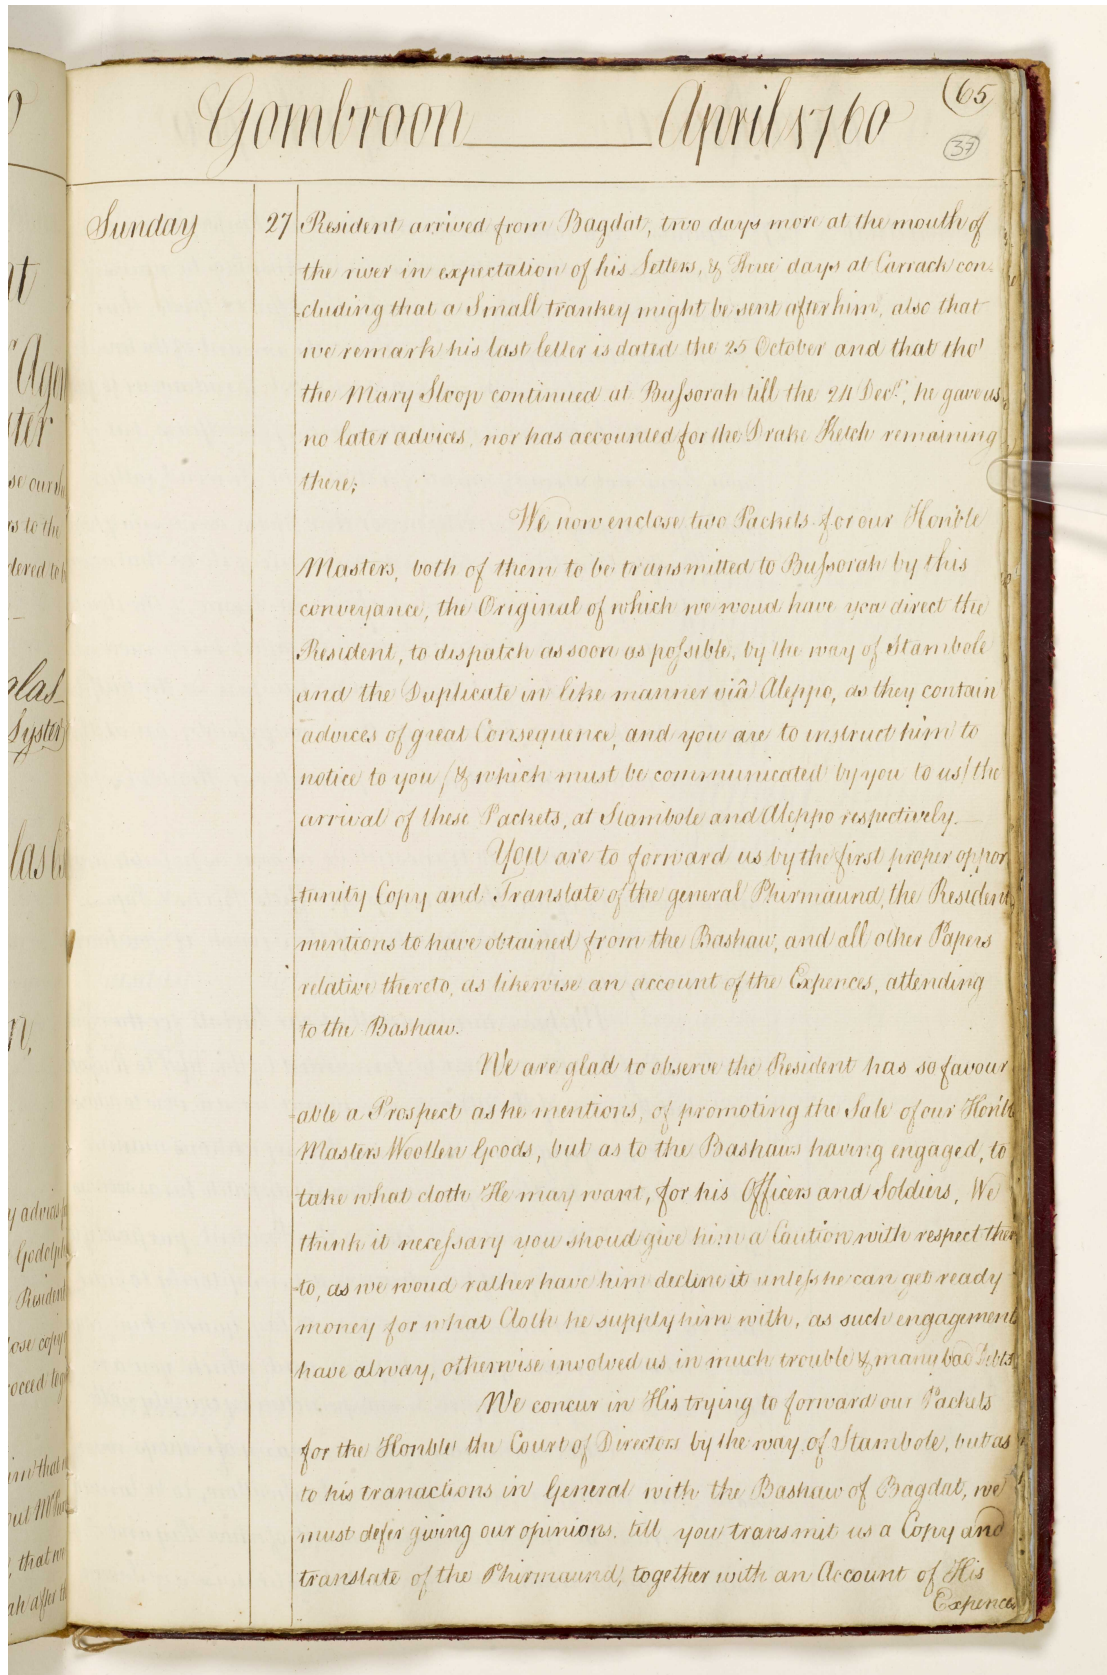 (65
Gombroon April 1760
37
Sunday 27 Resident arrived from Bagdat, two days more at the mouth of
the river in expectation of his Letters, & Three days at Carrack con-
=cluding that a Small trankey might be sent after him, also that
we remark his last letter is dated the 25 October and that tho'
the Mary Sloop continued at Bussorah till the 24 Decr., he gave us
no later advices, nor has accounted for the Drake Ketch remaining
there;
We now enclose two Packets for our Honble
Masters, both of them to be transmitted to Bussorah by this
conveyance, the Original of which we woud have you direct the
President, to dispatch as soon as possible, by the way of Stambole
and the Duplicate in like manner viâ Aleppo, as they contain
advices of great Consequence, and you are to instruct him to
notice to you (& which must be communicated by you to us) the
arrival of these Packets, at Stambole and Aleppo respectively.
You are to forward us by the first proper oppor
=tunity Copy and Translate of the general Phirmaund, the Resident
mentions to have obtained from the Bashaw, and all other Papers
relative thereto, as likewise an account of the Expences, attending
to the Bashaw.
We are glad to observe the Resident has so favour
=able a Prospect as he mentions, of promoting the Sale of our Honble
Masters Woollen Goods, but as to the Bashaws having engaged, to
take what cloth He may want, for his Officers and Soldiers, We
think it necessary you shoud give him a Caution with respect there
=to, as we woud rather have him decline it unless he can get ready
money for what Cloth he supply him with, as such engagements
have alway, otherwise involved us in much trouble & many bad Debts
We concur in His trying to forward our Packets
for the Honble the Court of Directors by the way of Stambole, but as
to his tranactions in General with the Bashaw of Bagdat, we
must defer giving our opinions. till you transmit us a Copy and
translate of the Phirmaund, together with an Account of His
Expences